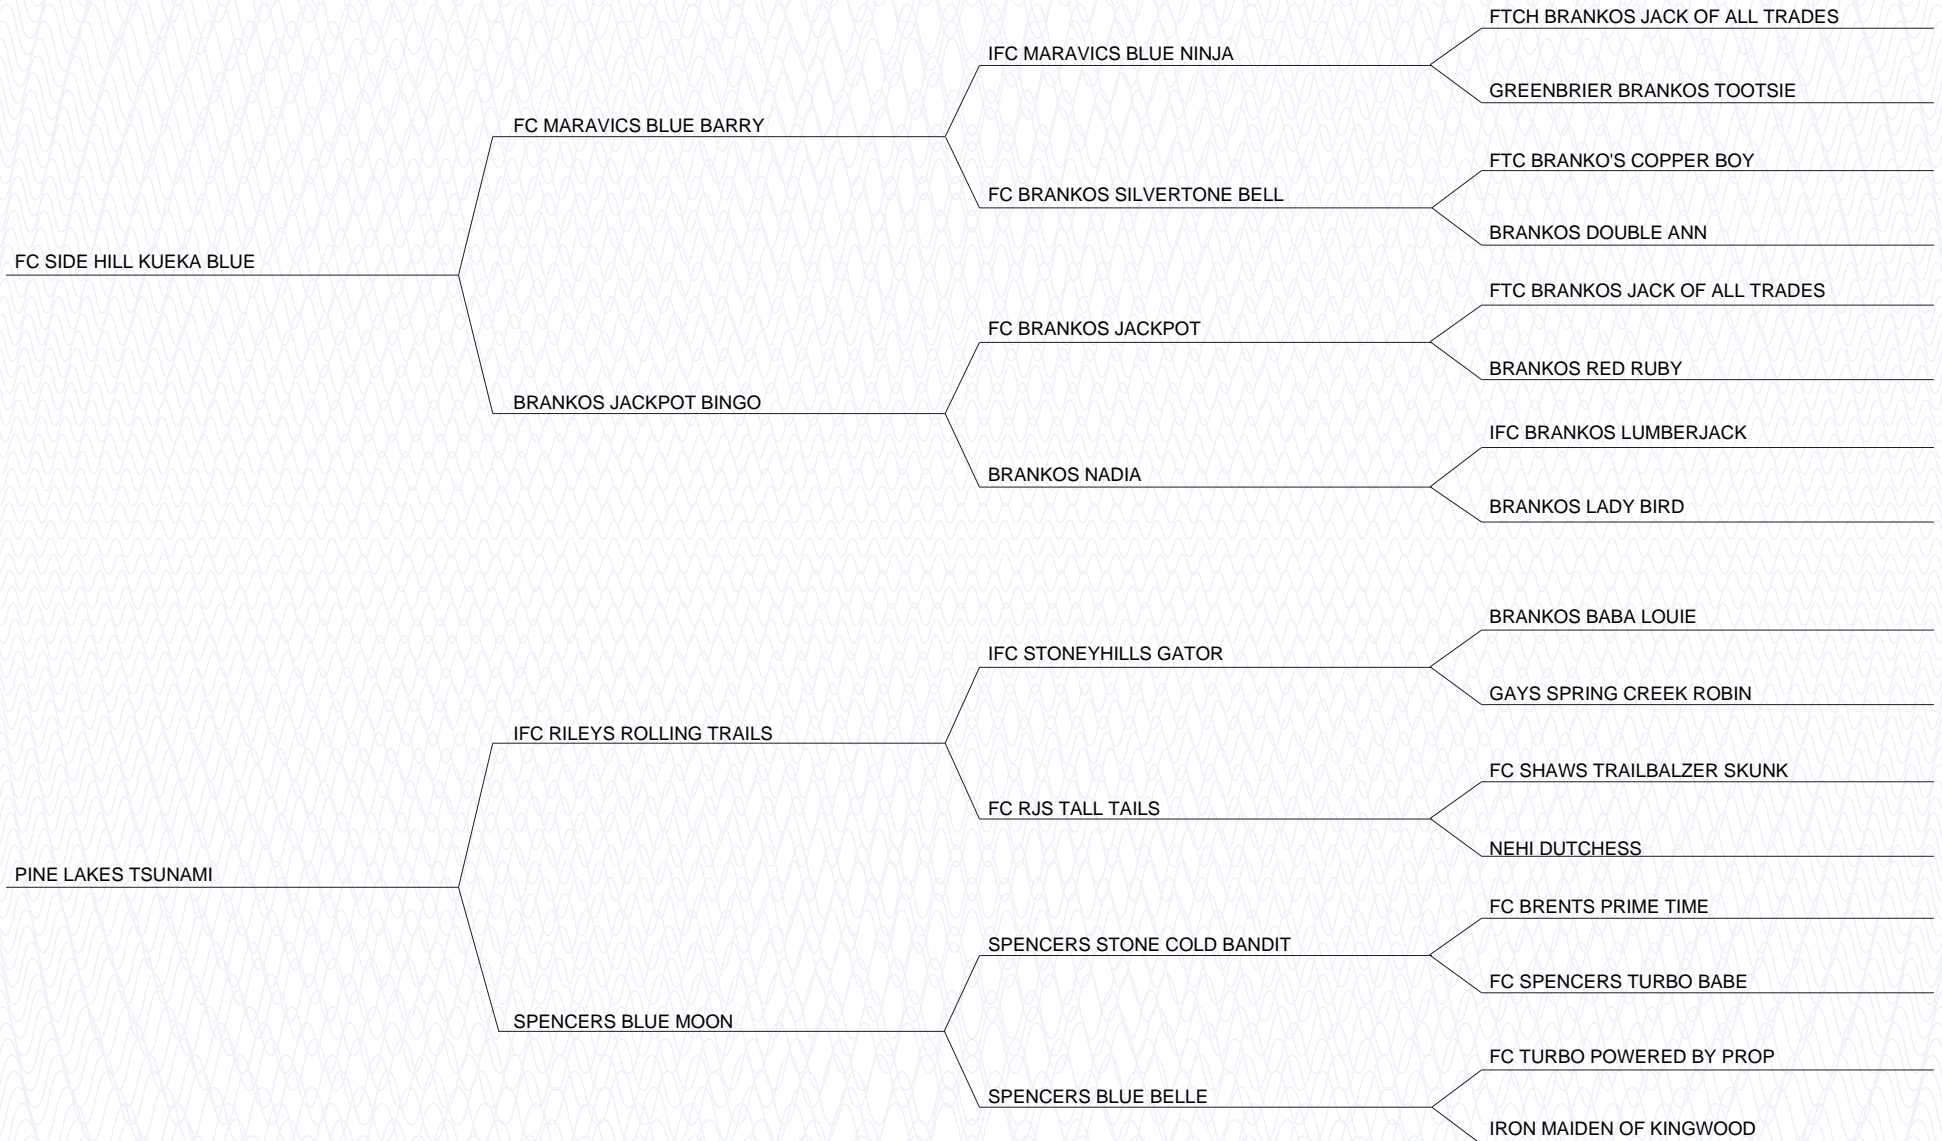 FTCH BRANKOS JACK OF ALL TRADES
IFC MARAVICS BLUE NINJA
GREENBRIER BRANKOS TOOTSIE
FC MARAVICS BLUE BARRY
FTC BRANKO'S COPPER BOY
FC BRANKOS SILVERTONE BELL
BRANKOS DOUBLE ANN
FC SIDE HILL KUEKA BLUE
FTC BRANKOS JACK OF ALL TRADES
FC BRANKOS JACKPOT
BRANKOS RED RUBY
BRANKOS JACKPOT BINGO
IFC BRANKOS LUMBERJACK
BRANKOS NADIA
BRANKOS LADY BIRD
BRANKOS BABA LOUIE
IFC STONEYHILLS GATOR
GAYS SPRING CREEK ROBIN
IFC RILEYS ROLLING TRAILS
FC SHAWS TRAILBALZER SKUNK
FC RJS TALL TAILS
NEHI DUTCHESS
PINE LAKES TSUNAMI
FC BRENTS PRIME TIME
SPENCERS STONE COLD BANDIT
FC SPENCERS TURBO BABE
SPENCERS BLUE MOON
FC TURBO POWERED BY PROP
SPENCERS BLUE BELLE
IRON MAIDEN OF KINGWOOD